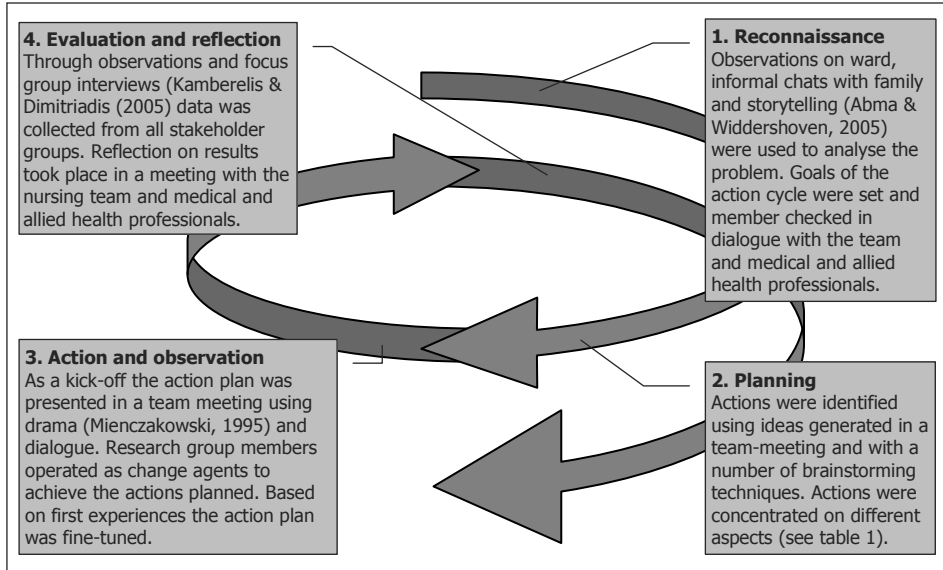 1. Reconnaissance
Observations on ward,
informal chats with family
and storytelling (Abma &
Widdershoven, 2005)
were used to analyse the
problem. Goals of the
action cycle were set and
member checked in
dialogue with the team
and medical and allied
health professionals.
2. Planning
Actions were identified
using ideas generated in a
team-meeting and with a
number of brainstorming
techniques. Actions were
concentrated on different
aspects (see table 1).
3. Action and observation
As a kick-off the action plan was
presented in a team meeting using
drama (Mienczakowski, 1995) and
dialogue. Research group members
operated as change agents to
achieve the actions planned. Based
on first experiences the action plan
was fine-tuned.
4. Evaluation and reflection
Through observations and focus
group interviews (Kamberelis &
Dimitriadis (2005) data was
collected from all stakeholder
groups. Reflection on results
took place in a meeting with the
nursing team and medical and
allied health professionals.